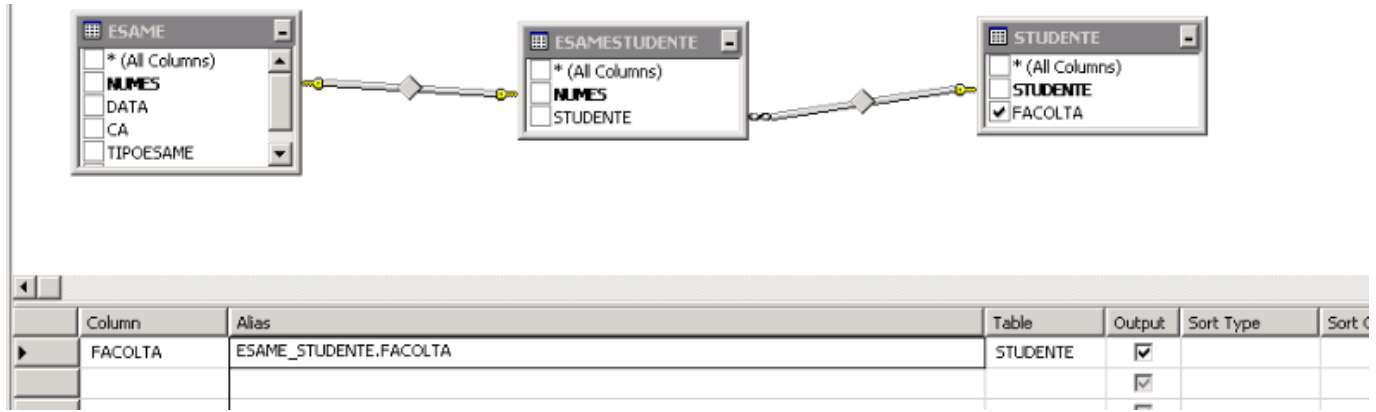 ESAME
* (All Columns)
NUMES
DATA
CA
TIPOESAME
ESAMESTUDENTE
* (All Columns)
NUMES
STUDENTE
STUDENTE
* (All Columns)
STUDENTE
FACOLTA
Column Alias Table Output Sort Type Sort
FACOLTA ESAME_STUDENTE.FACOLTA STUDENTE